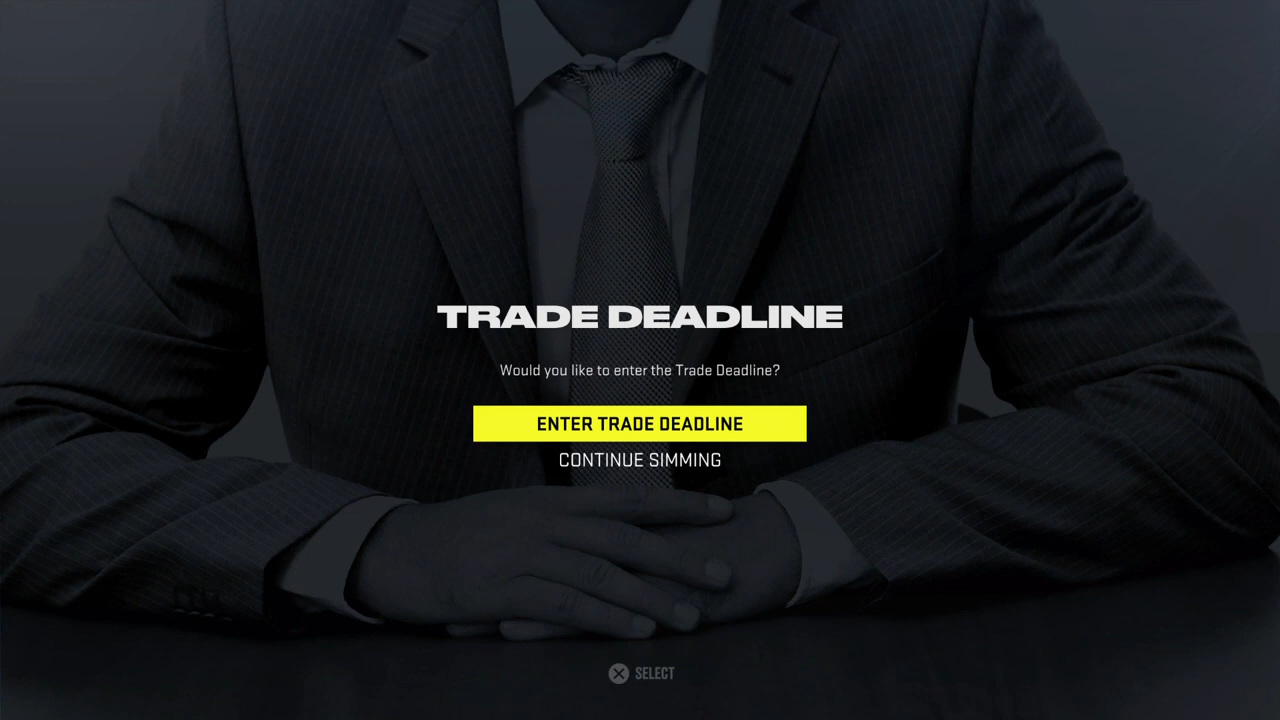 TRADE DEADLINE
Would you like to enter the Trade Deadline?
ENTER TRADE DEADLINE
CONTINUE SIMMING
SELECT